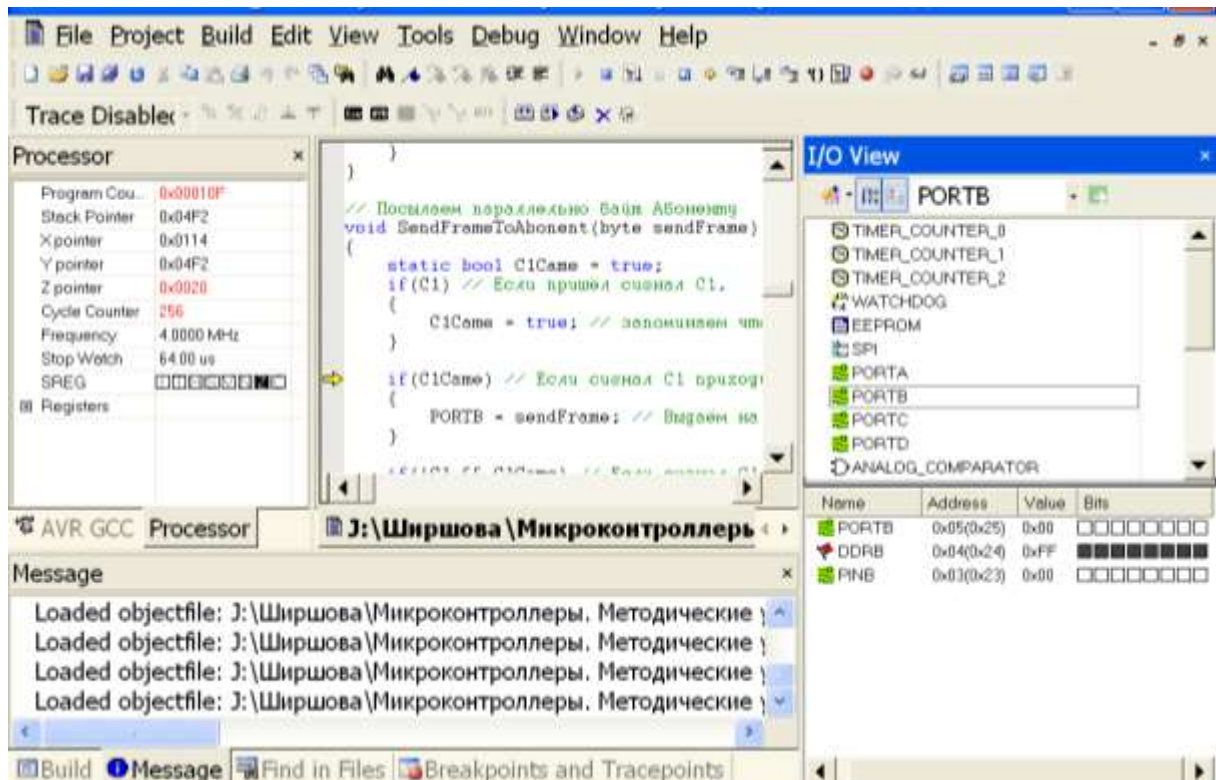 File Project Build Edit View Tools Debug Window Help
Trace Disabled
Processor
Program Cou... 0x00010F
Stack Pointer 0x04F2
X pointer 0x0114
Y pointer 0x04F2
Z pointer 0x0020
Cycle Counter 256
Frequency 4.0000 MHz
Stop Watch 64.00 us
SREG
Registers
AVR GCC Processor
}
}
// Посылаем параллельно байт Абоненту
void SendFrameToAbonent(byte sendFrame)
{
static bool C1Came = true;
if(C1) // Если пришёл сигнал C1,
{
C1Came = true; // запоминаем что
}
if(C1Came) // Если сигнал C1 приходи
{
PORTB = sendFrame; // Выдаем на
}
J:\Ширшова\Микроконтроллеры
I/O View
PORTB
TIMER_COUNTER_0
TIMER_COUNTER_1
TIMER_COUNTER_2
WATCHDOG
EEPROM
SPI
PORTA
PORTB
PORTC
PORTD
ANALOG_COMPARATOR
Name Address Value Bits
PORTB 0x05(0x25) 0x00
DDRB 0x04(0x24) 0xFF
PINB 0x03(0x23) 0x00
Message
Loaded objectfile: J:\Ширшова\Микроконтроллеры. Методические
Loaded objectfile: J:\Ширшова\Микроконтроллеры. Методические
Loaded objectfile: J:\Ширшова\Микроконтроллеры. Методические
Loaded objectfile: J:\Ширшова\Микроконтроллеры. Методические
Build Message Find in Files Breakpoints and Tracepoints